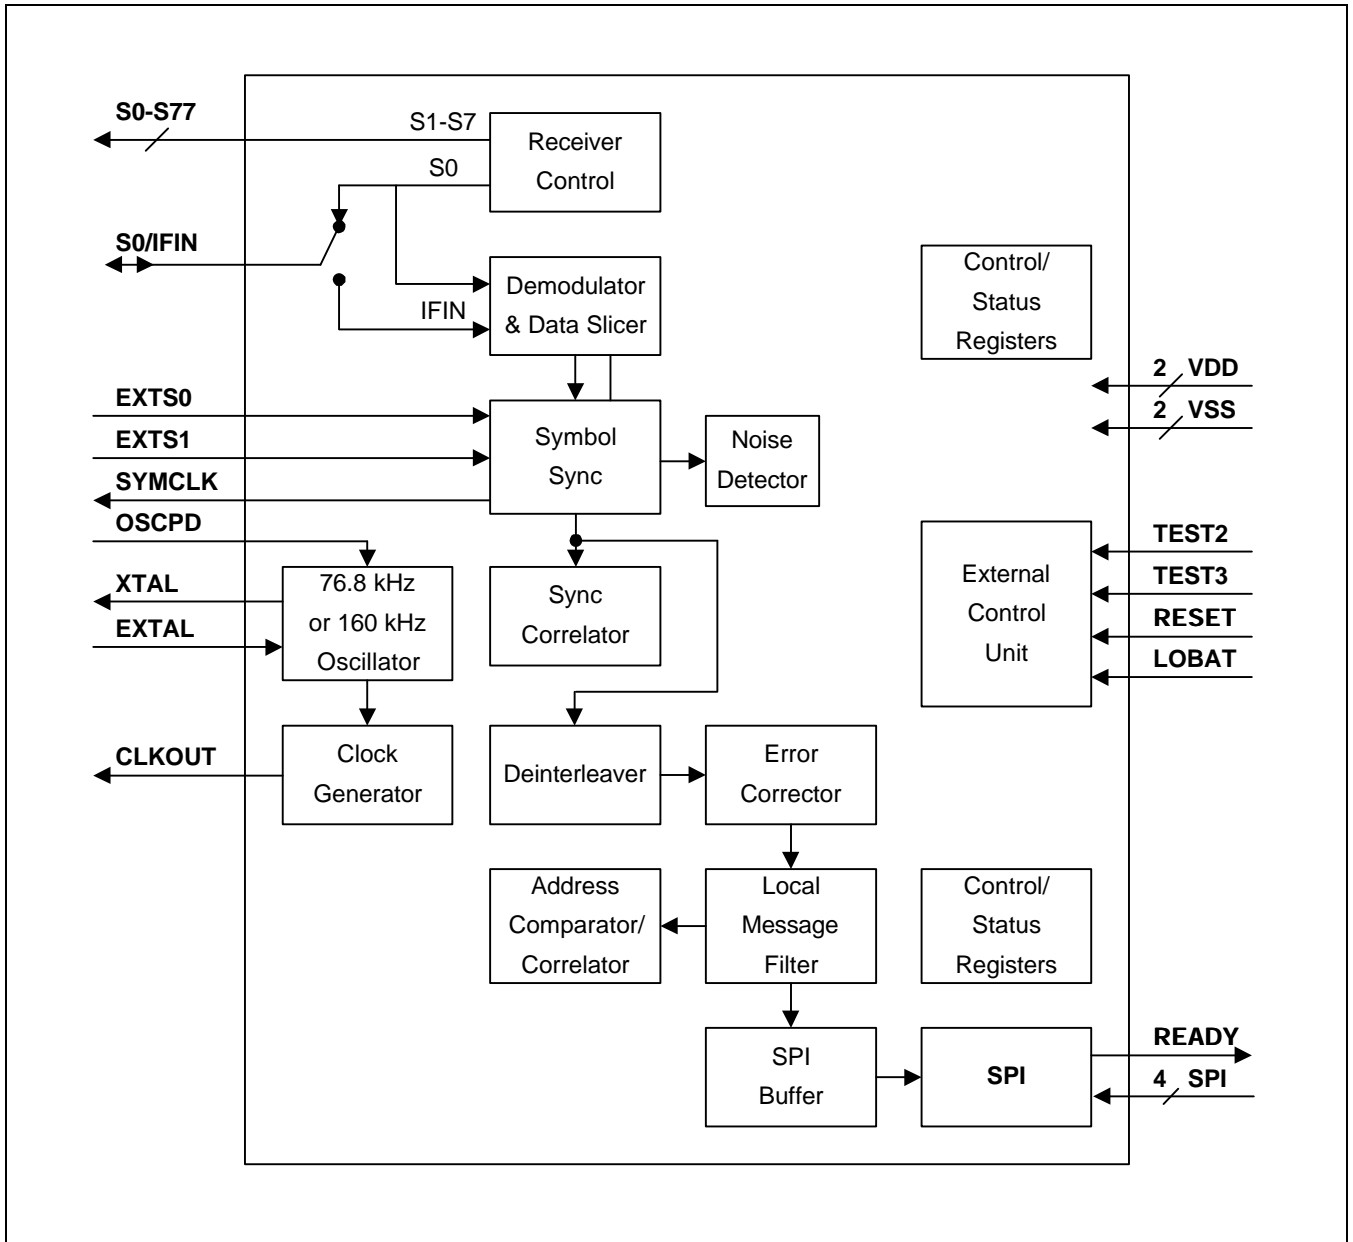 S0-S77
S1-S7
Receiver
Control
S0
S0/IFIN
Demodulator
& Data Slicer
IFIN
Control/
Status
Registers
2 VDD
2 VSS
EXTS0
EXTS1
SYMCLK
OSCPD
XTAL
EXTAL
Symbol
Sync
Noise
Detector
76.8 kHz
or 160 kHz
Oscillator
Sync
Correlator
External
Control
Unit
TEST2
TEST3
RESET
LOBAT
CLKOUT
Clock
Generator
Deinterleaver
Error
Corrector
Address
Comparator/
Correlator
Local
Message
Filter
Control/
Status
Registers
SPI
Buffer
SPI
READY
4 SPI